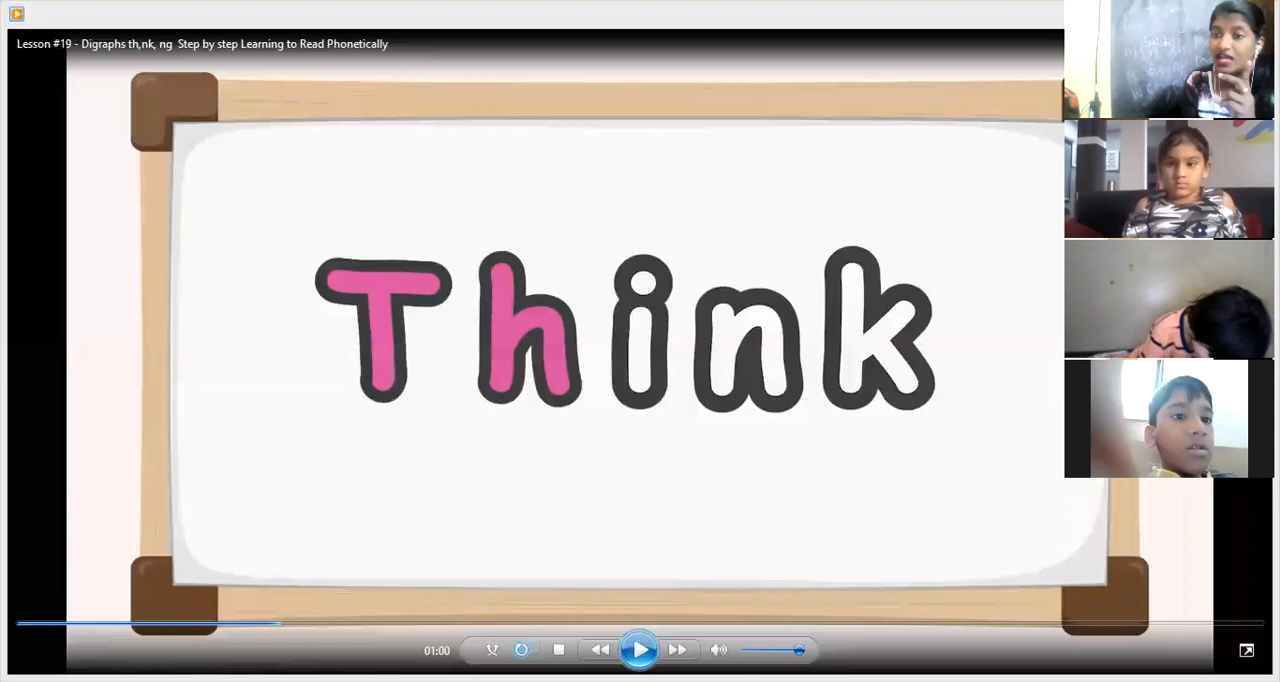 Lesson #19 - Digraphs th,nk, ng  Step by step Learning to Read Phonetically
Think
01:00